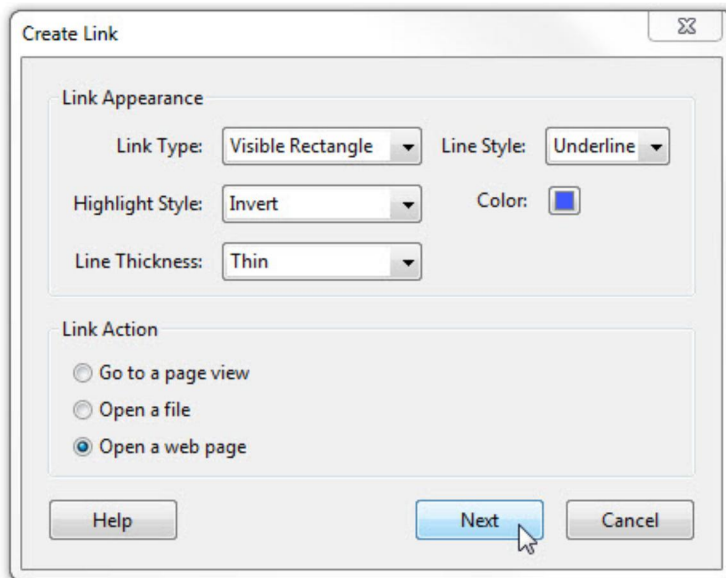 Create Link
Link Appearance
Link Type: Visible Rectangle Line Style: Underline
Highlight Style: Invert Color:
Line Thickness: Thin
Link Action
Go to a page view
Open a file
Open a web page
Help Next Cancel